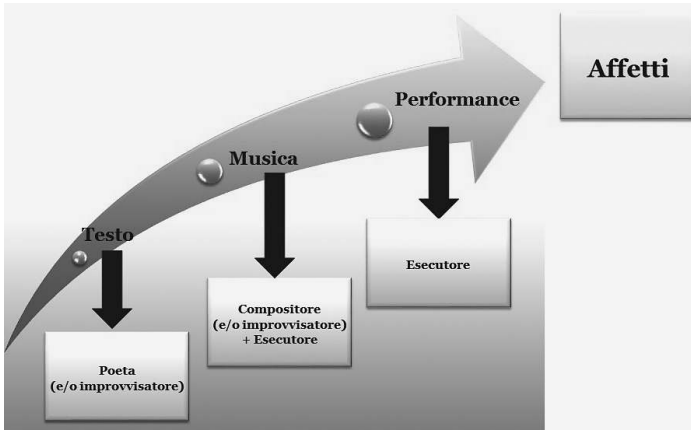 Affetti
Performance
Musica
Testo
Esecutore
Compositore
(e/o improvvisatore)
+ Esecutore
Poeta
(e/o improvvisatore)